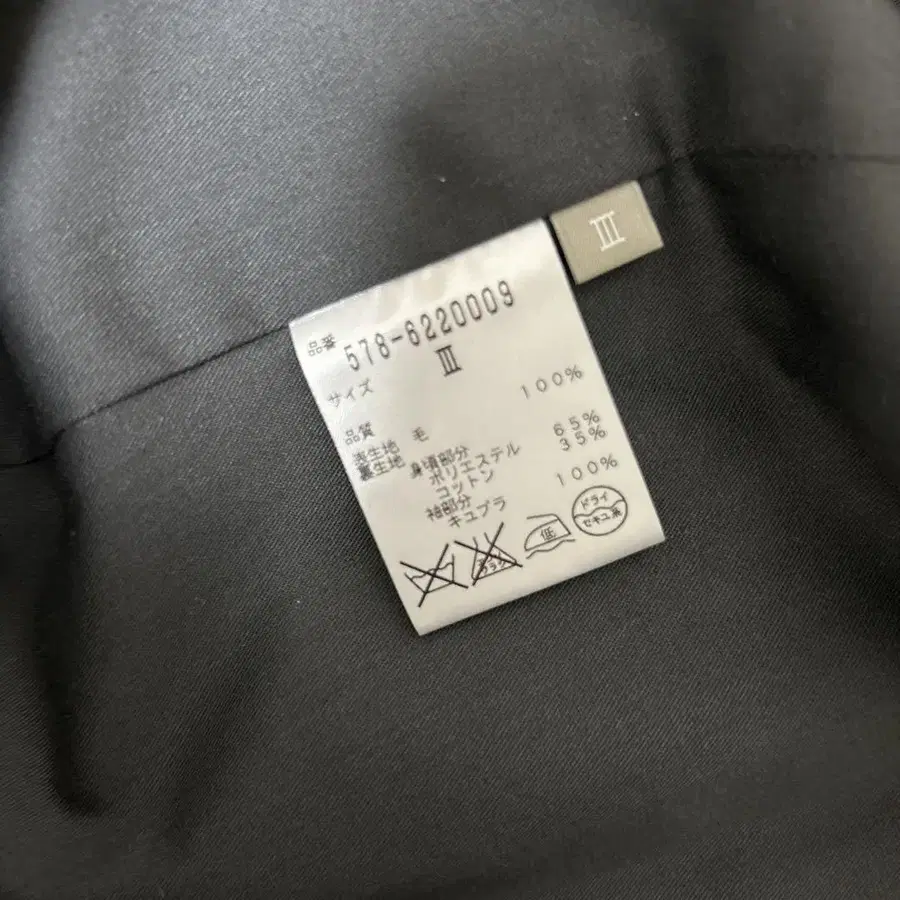 III
品番 578-6220009
サイズ III
品質
表生地 毛 100%
裏生地 身頃部分
ポリエステル 65%
コットン 35%
袖部分
キュプラ 100%
低
ドライ
セキユ系